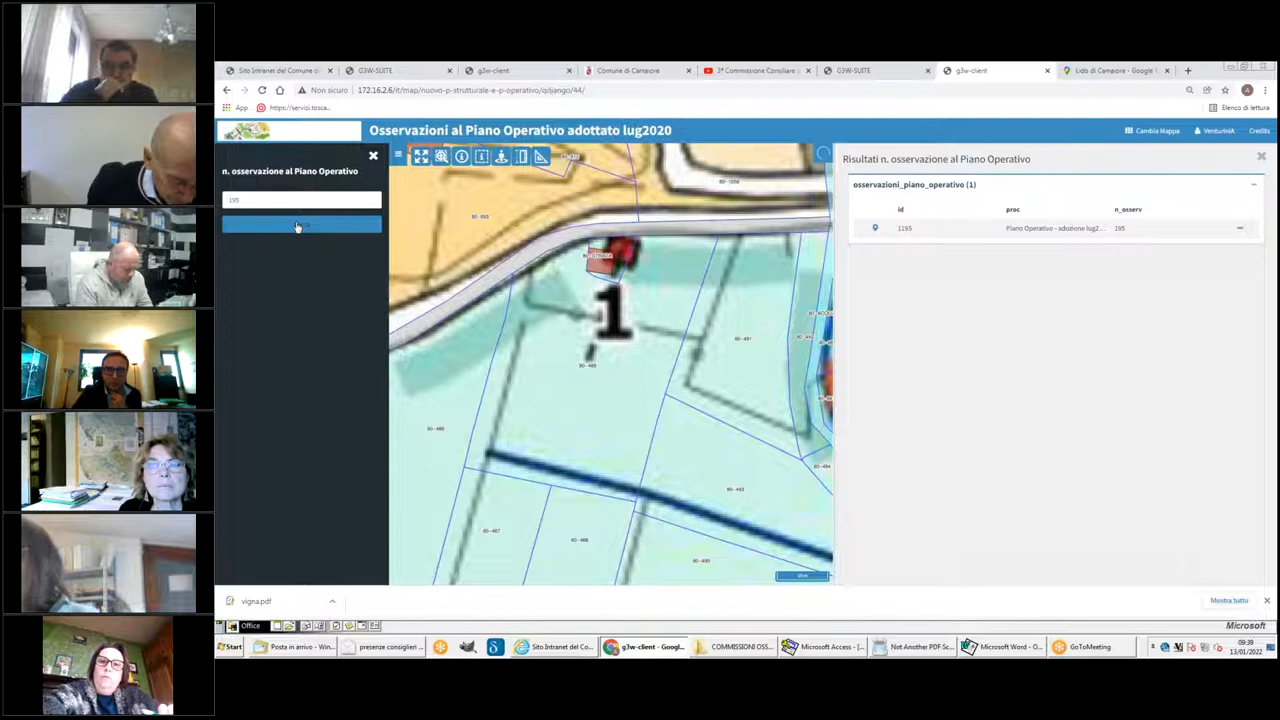 Sito Intranet del Comune d
G3W-SUITE
g3w-client
Comune di Camaiore
3ª Commissione Consiliare
G3W-SUITE
g3w-client
Lido di Camaiore - Google
Non sicuro
172.16.2.6/it/map/nuovo-p-strutturale-e-p-operativo/qdjango/44/
App
https://servizi.tosca...
Elenco di lettura
Osservazioni al Piano Operativo adottato lug2020
Cambia Mappa
VenturiniA
Credits
n. osservazione al Piano Operativo
195
Risultati n. osservazione al Piano Operativo
osservazioni_piano_operativo (1)
id
proc
n_osserv
1195
Piano Operativo - adozione lug2...
195
1
vigna.pdf
Mostra tutto
Office
Microsoft
Start
Posta in arrivo - Win...
presenze consiglieri ...
Sito Intranet del Co...
g3w-client - Googl...
COMMISSIONI OSS...
Microsoft Access - [...
Not Another PDF Sc...
Microsoft Word - O...
GoToMeeting
09:39
13/01/2022